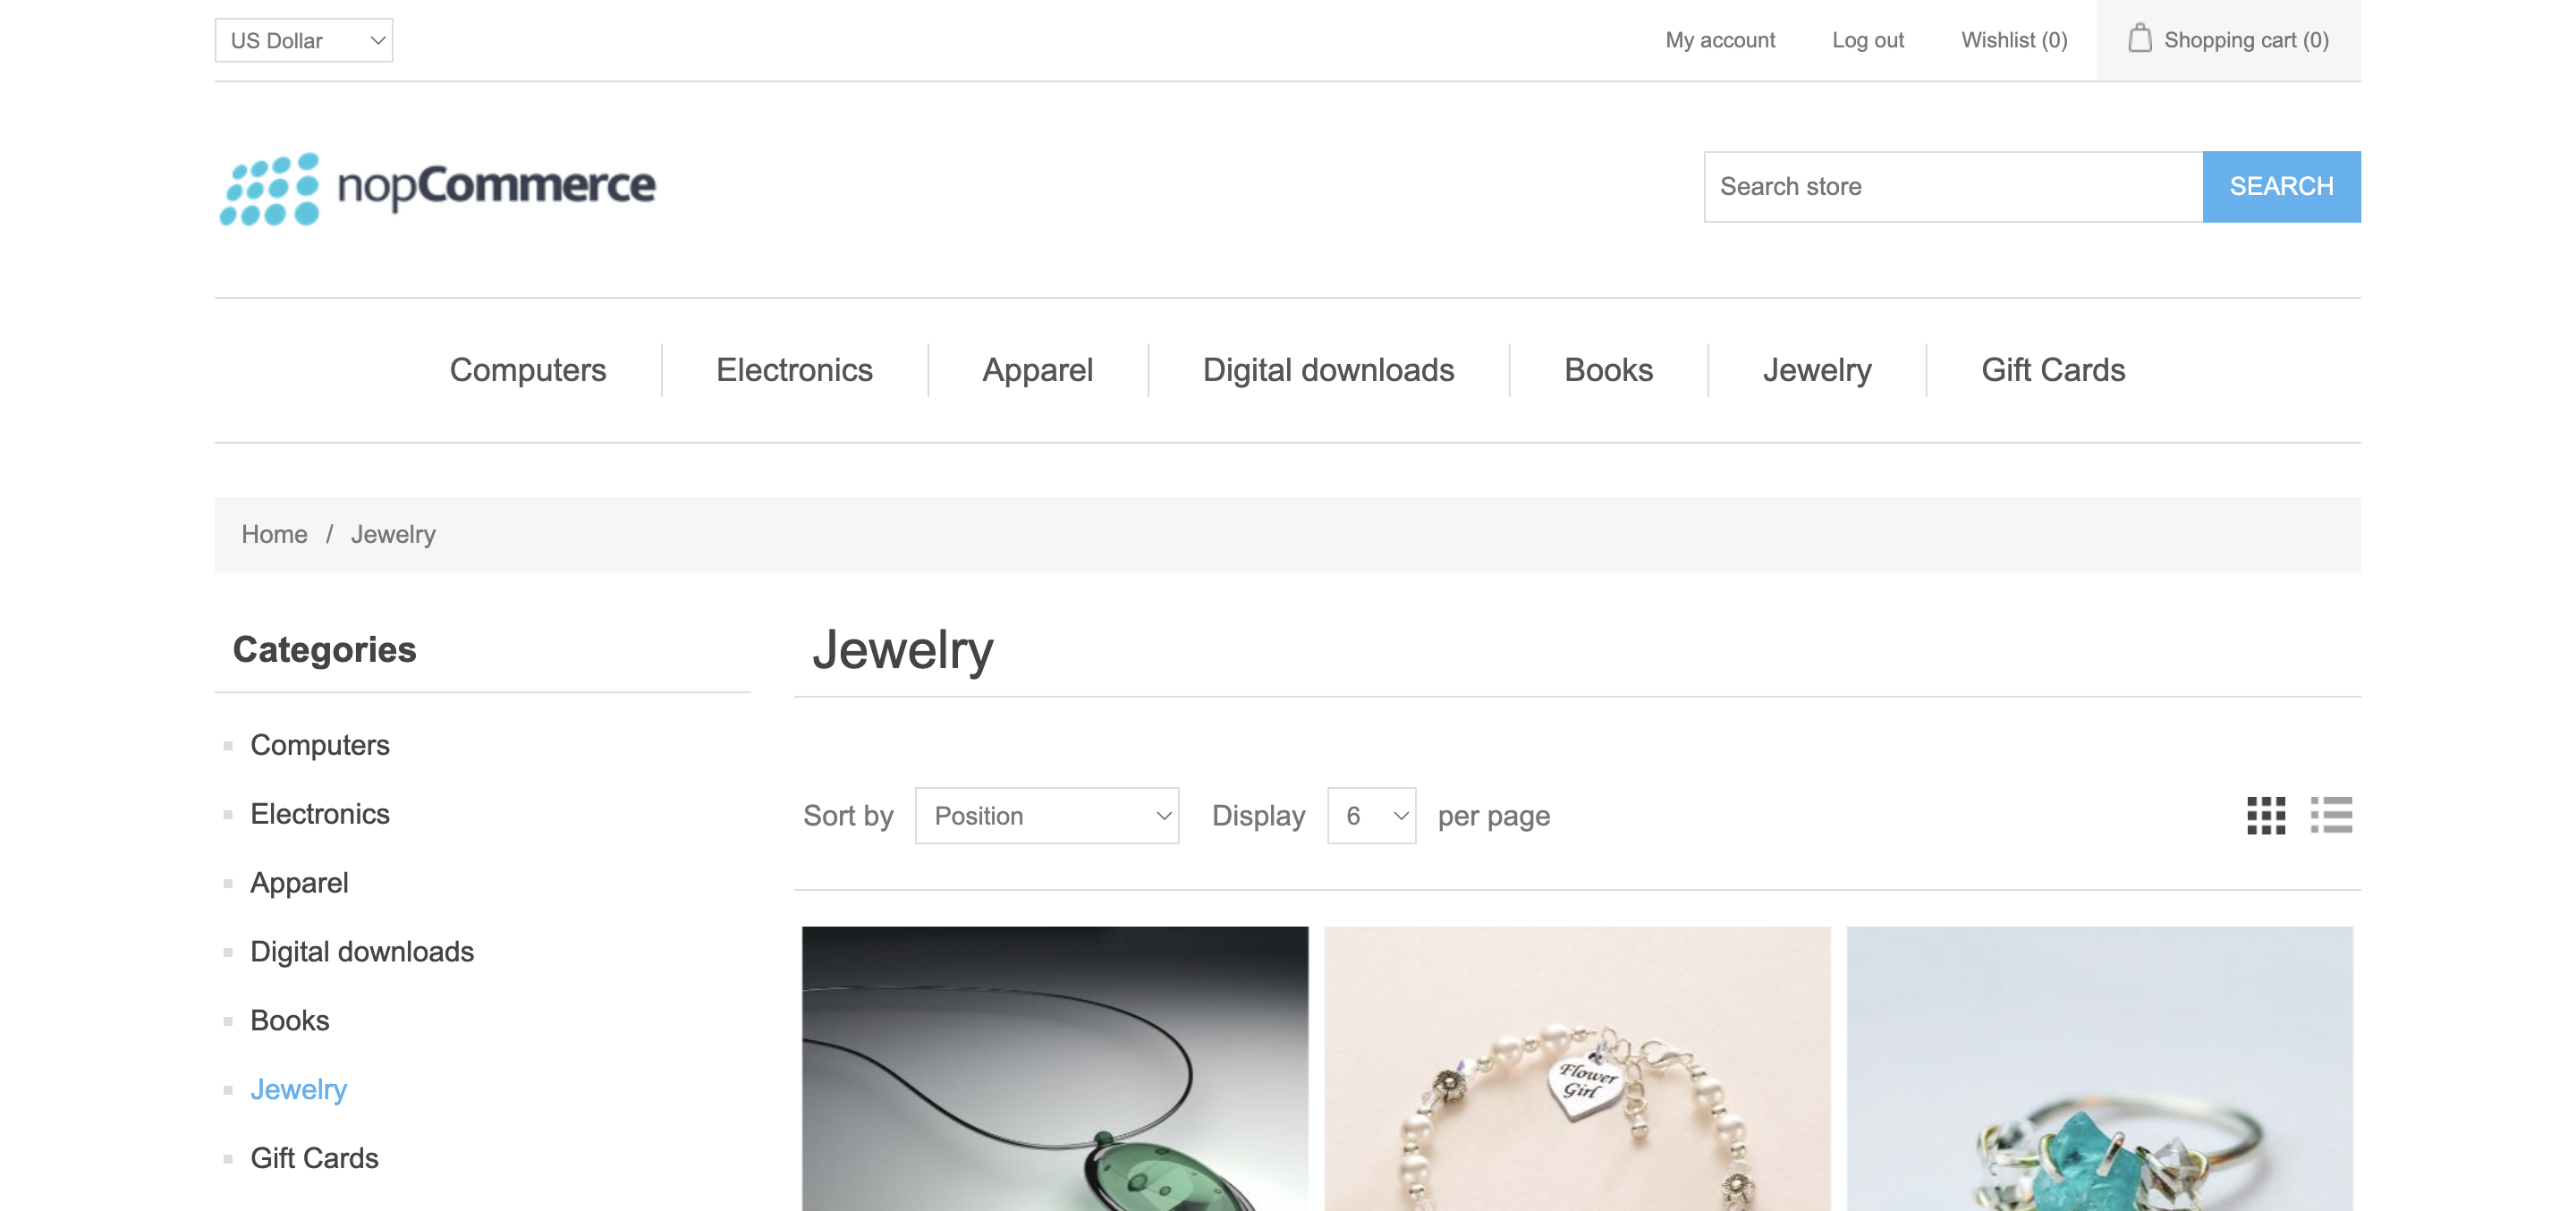 US Dollar
My account
Log out
Wishlist (0)
Shopping cart (0)
nopCommerce
Search store
SEARCH
Computers
Electronics
Apparel
Digital downloads
Books
Jewelry
Gift Cards
Home / Jewelry
Categories
Computers
Electronics
Apparel
Digital downloads
Books
Jewelry
Gift Cards
Jewelry
Sort by Position Display 6 per page
Flower
Girl